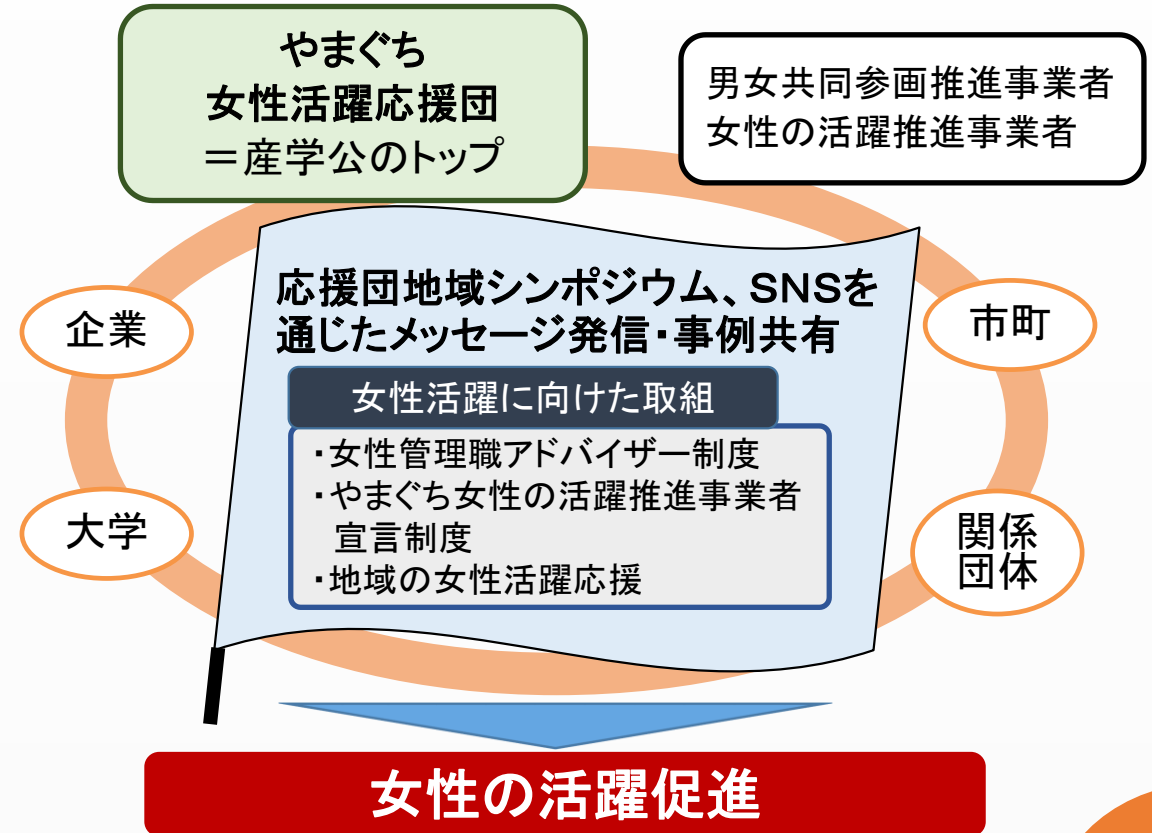 やまぐち
女性活躍応援団
＝産学公のトップ
男女共同参画推進事業者
女性の活躍推進事業者
応援団地域シンポジウム、SNSを
通じたメッセージ発信・事例共有
企業
市町
女性活躍に向けた取組
・女性管理職アドバイザー制度
・やまぐち女性の活躍推進事業者
宣言制度
・地域の女性活躍応援
大学
関係
団体
女性の活躍促進